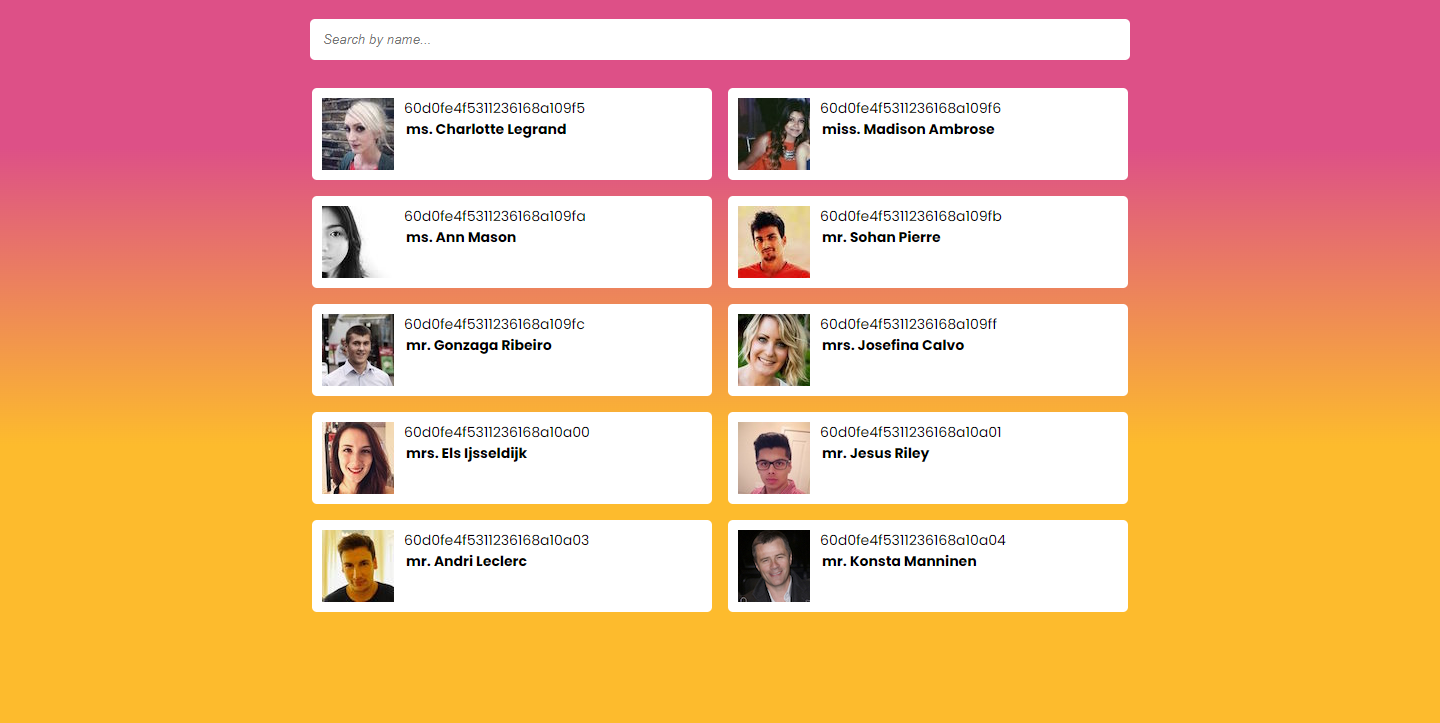 Search by name...
60d0fe4f5311236168a109f5
ms. Charlotte Legrand
60d0fe4f5311236168a109f6
miss. Madison Ambrose
60d0fe4f5311236168a109fa
ms. Ann Mason
60d0fe4f5311236168a109fb
mr. Sohan Pierre
60d0fe4f5311236168a109fc
mr. Gonzaga Ribeiro
60d0fe4f5311236168a109ff
mrs. Josefina Calvo
60d0fe4f5311236168a10a00
mrs. Els Ijsseldijk
60d0fe4f5311236168a10a01
mr. Jesus Riley
60d0fe4f5311236168a10a03
mr. Andri Leclerc
60d0fe4f5311236168a10a04
mr. Konsta Manninen